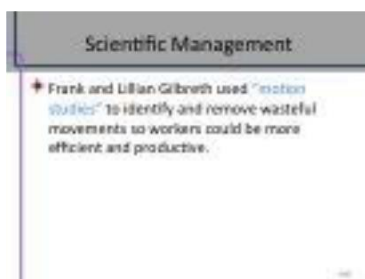 Scientific Management
Frank and Lillian Gilbreth used "motion
studies" to identify and remove wasteful
movements so workers could be more
efficient and productive.